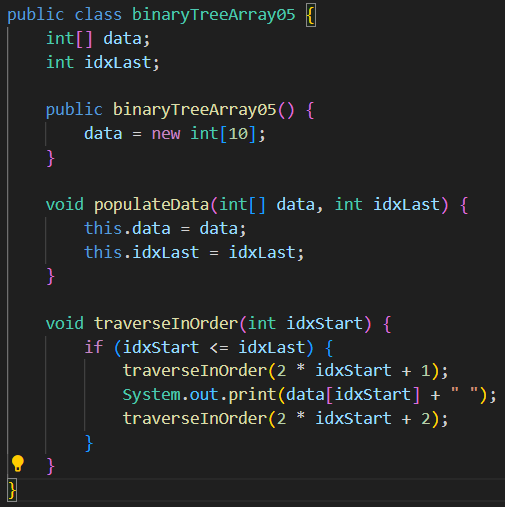 public class binaryTreeArray05 {
    int[] data;
    int idxLast;

    public binaryTreeArray05() {
        data = new int[10];
    }

    void populateData(int[] data, int idxLast) {
        this.data = data;
        this.idxLast = idxLast;
    }

    void traverseInOrder(int idxStart) {
        if (idxStart <= idxLast) {
            traverseInOrder(2 * idxStart + 1);
            System.out.print(data[idxStart] + " ");
            traverseInOrder(2 * idxStart + 2);
        }
    }
}